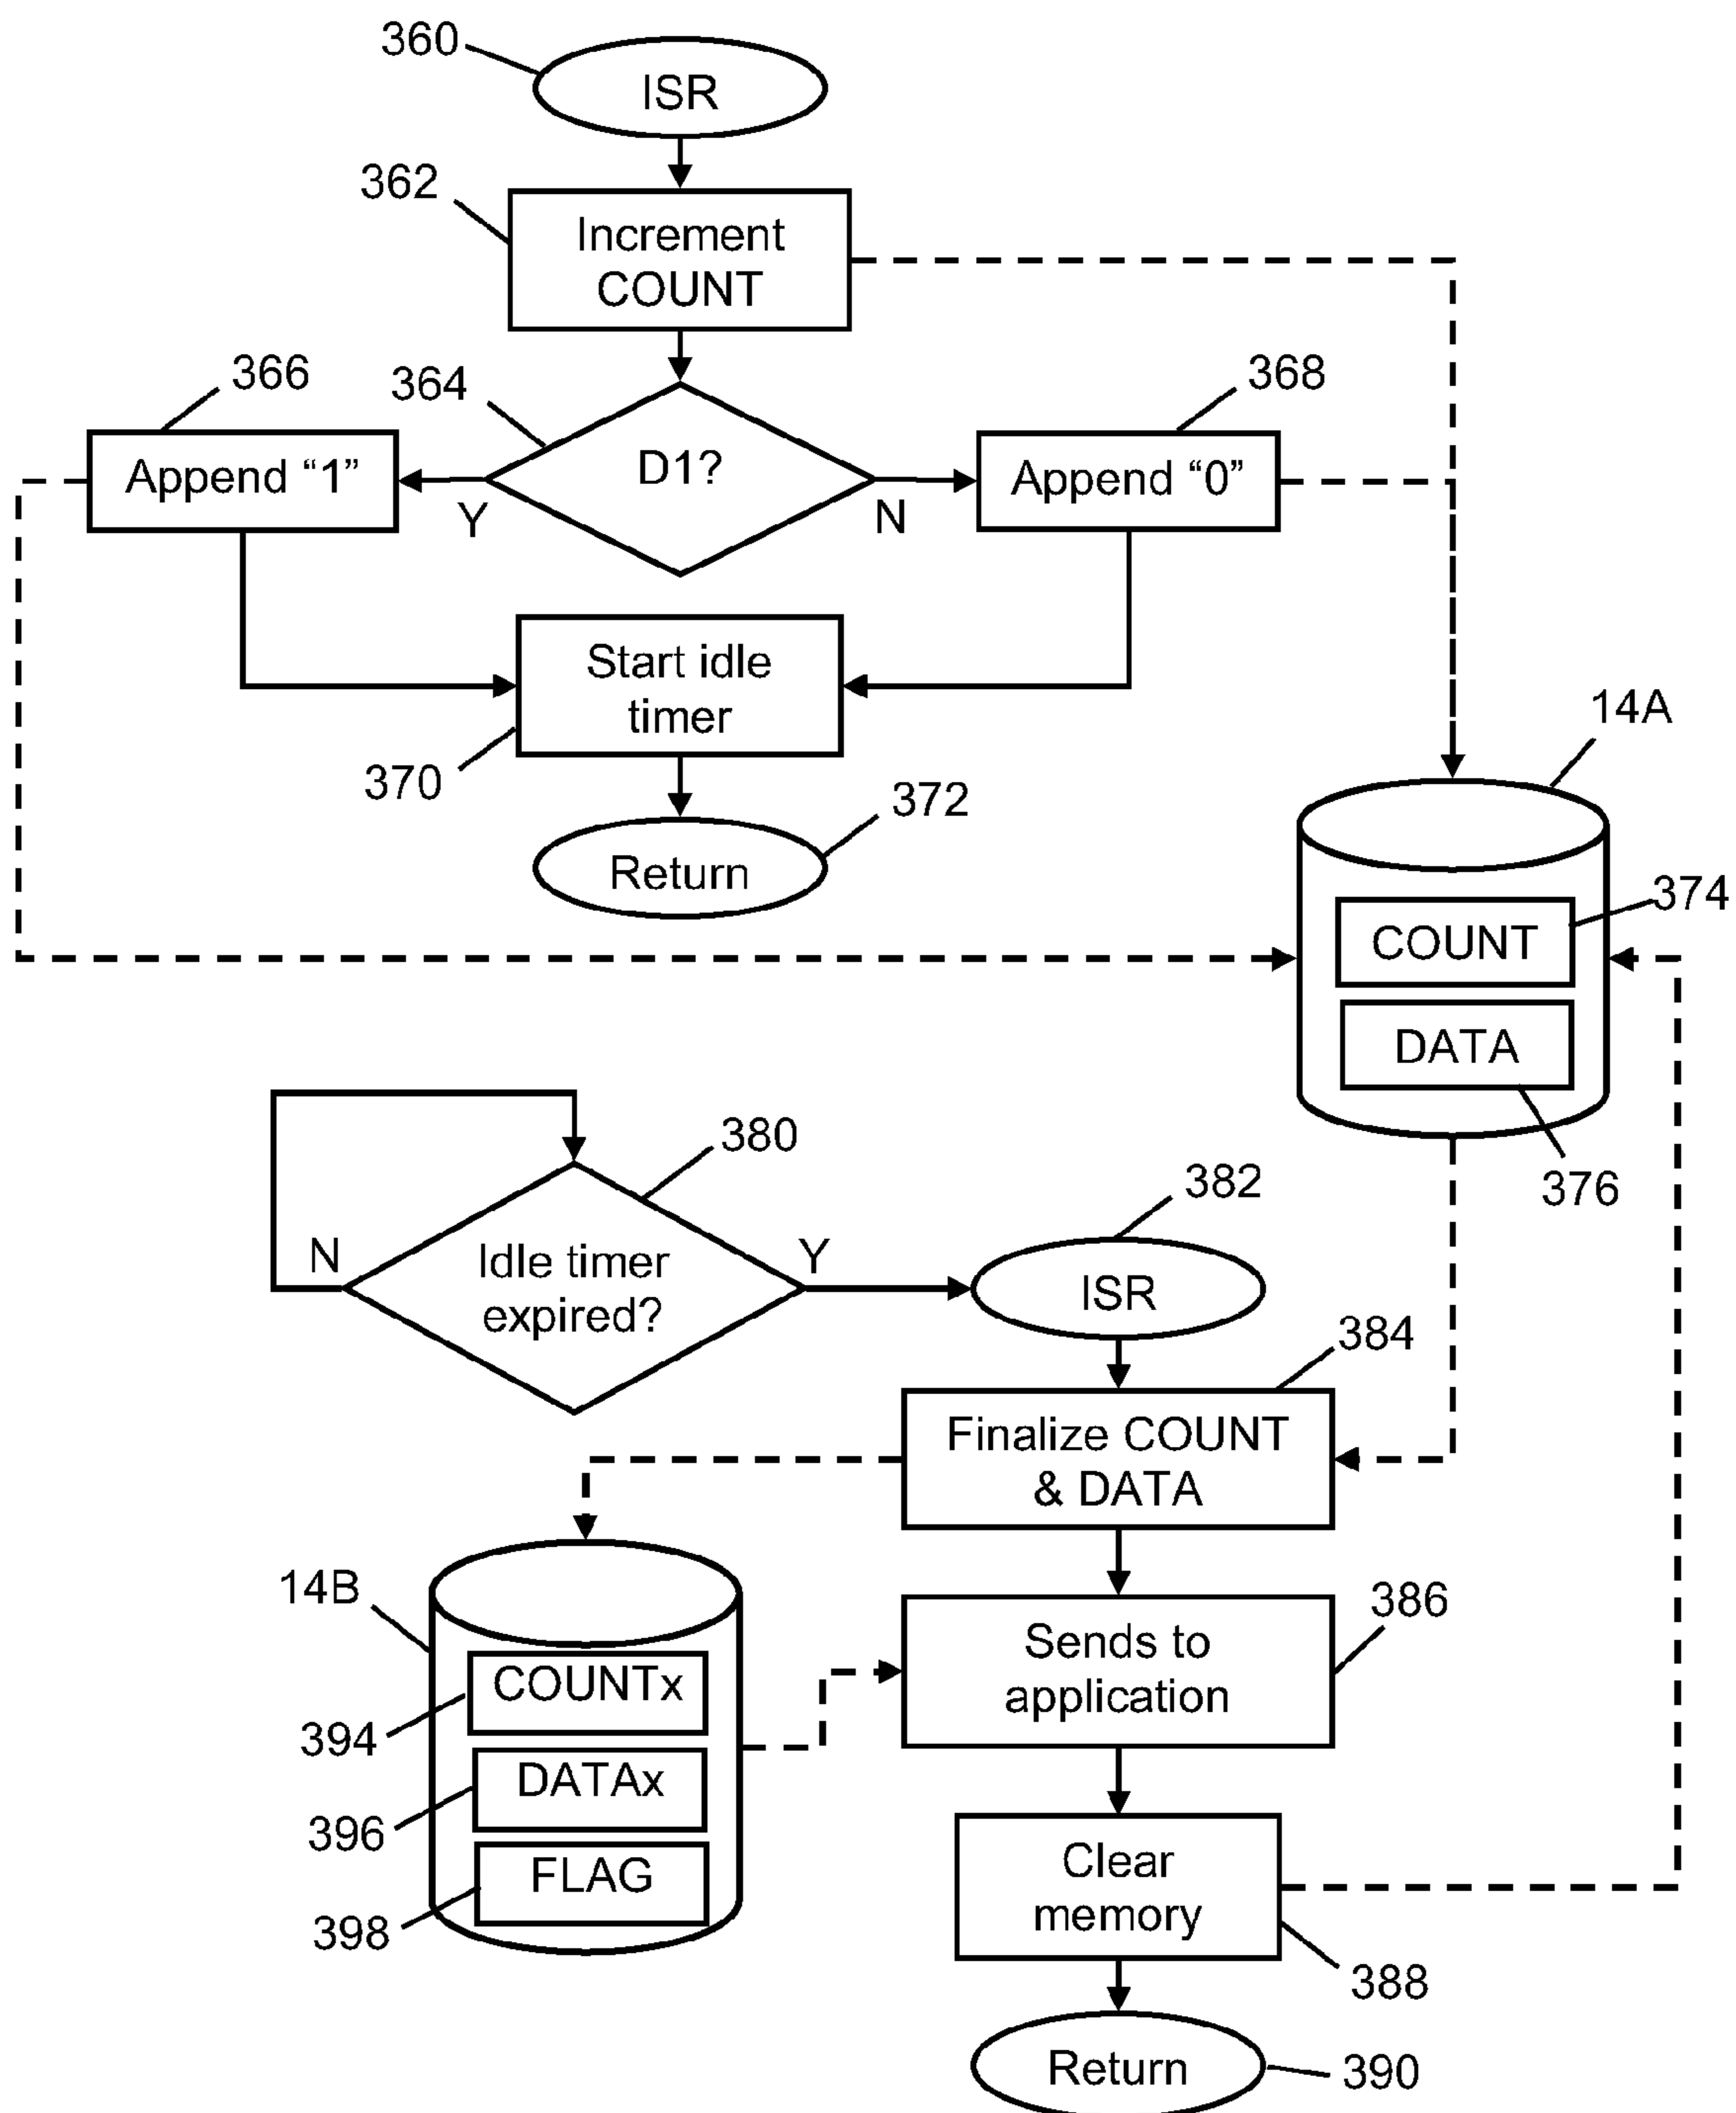 360
ISR
362
Increment
COUNT
366
364
368
Append “1”
D1?
Append “0”
Y
N
Start idle
timer
14A
370
372
Return
374
COUNT
DATA
380
382
376
N
Y
Idle timer
expired?
ISR
384
Finalize COUNT
& DATA
14B
386
COUNTx
Sends to
application
394
DATAx
396
FLAG
Clear
memory
398
388
Return
390